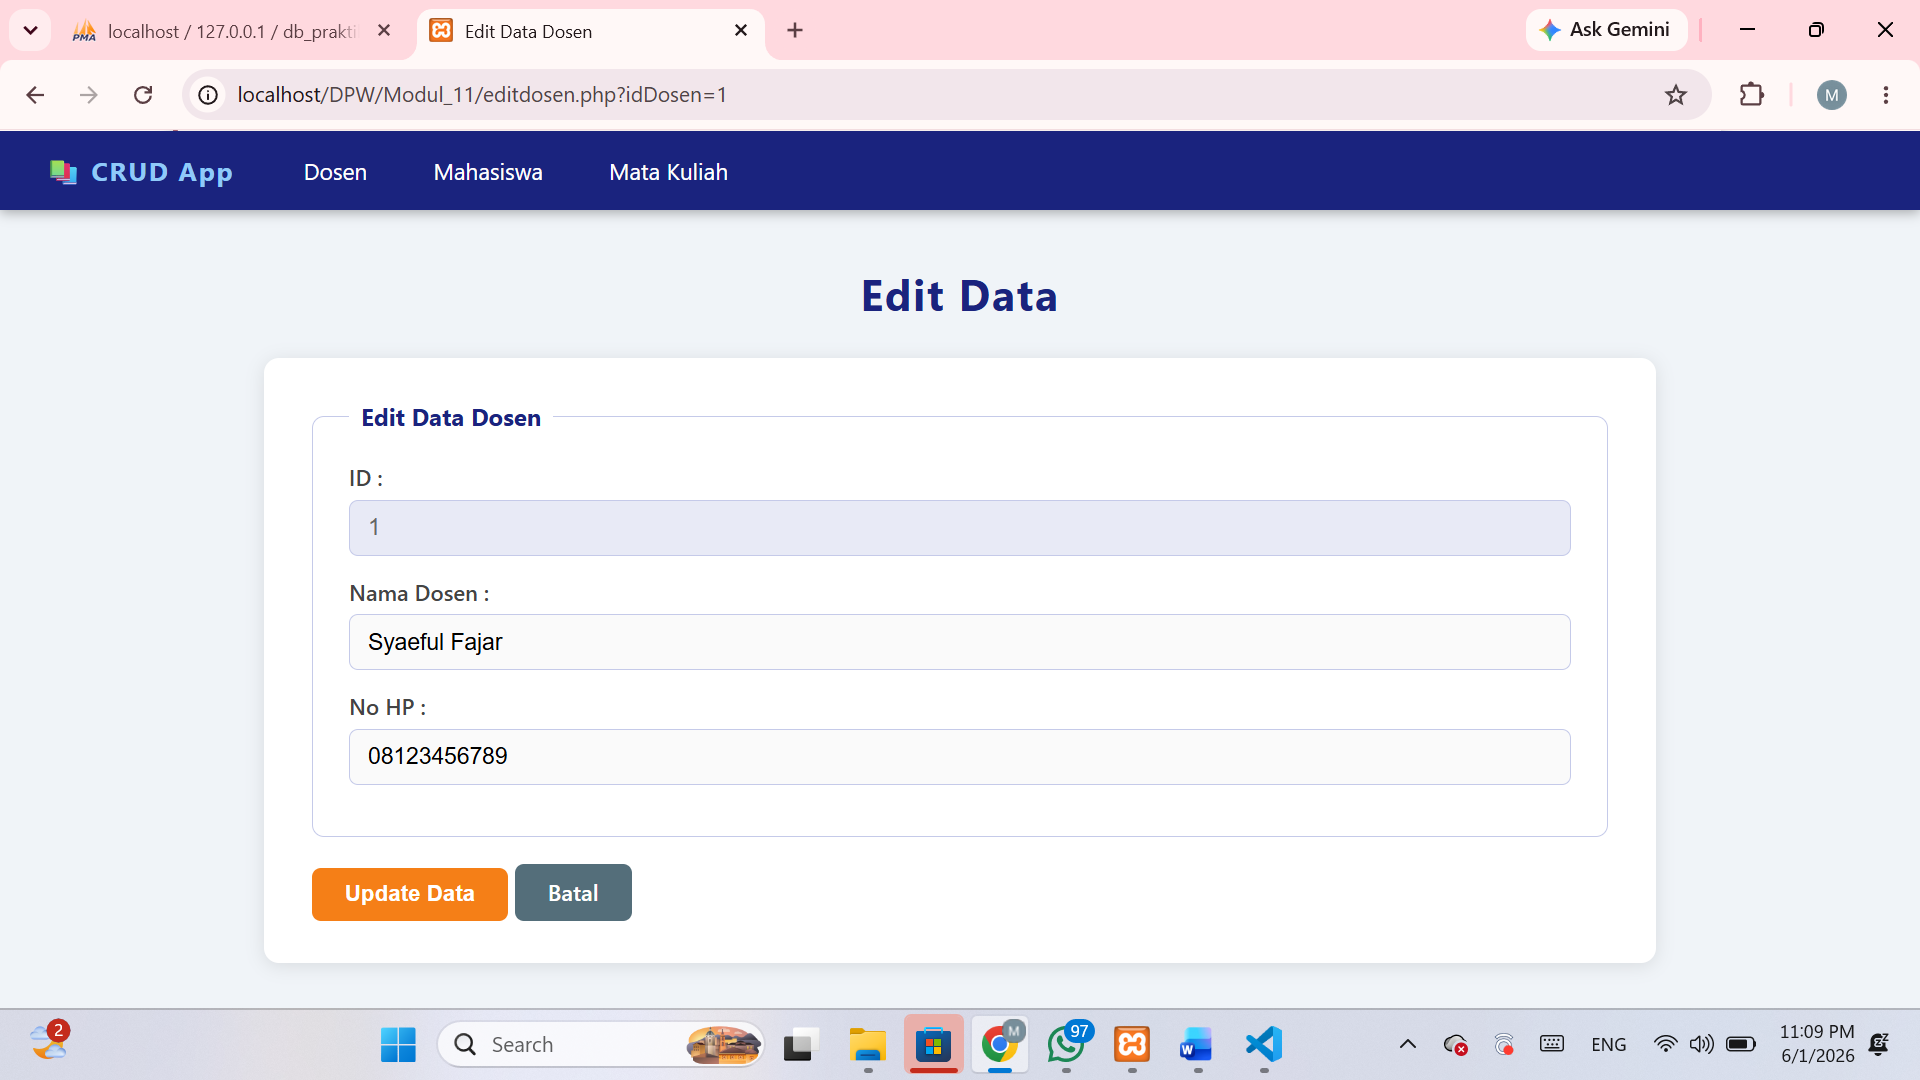 localhost / 127.0.0.1 / db_prakti
Edit Data Dosen
Ask Gemini
localhost/DPW/Modul_11/editdosen.php?idDosen=1
M
CRUD App
Dosen
Mahasiswa
Mata Kuliah
Edit Data
Edit Data Dosen
ID :
1
Nama Dosen :
Syaeful Fajar
No HP :
08123456789
Update Data
Batal
2
Search
M
97
W
ENG
11:09 PM
6/1/2026